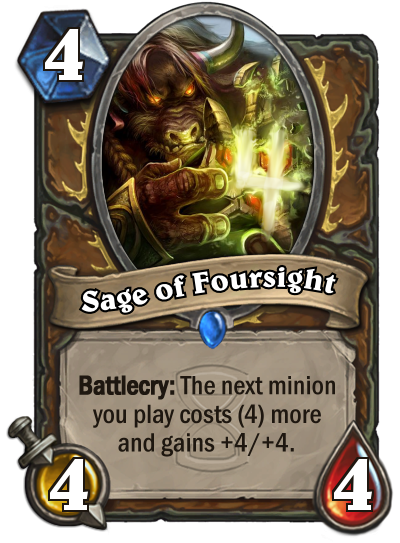 4
4
Sage of Foursight
Battlecry: The next minion
you play costs (4) more
and gains +4/+4.
4
4